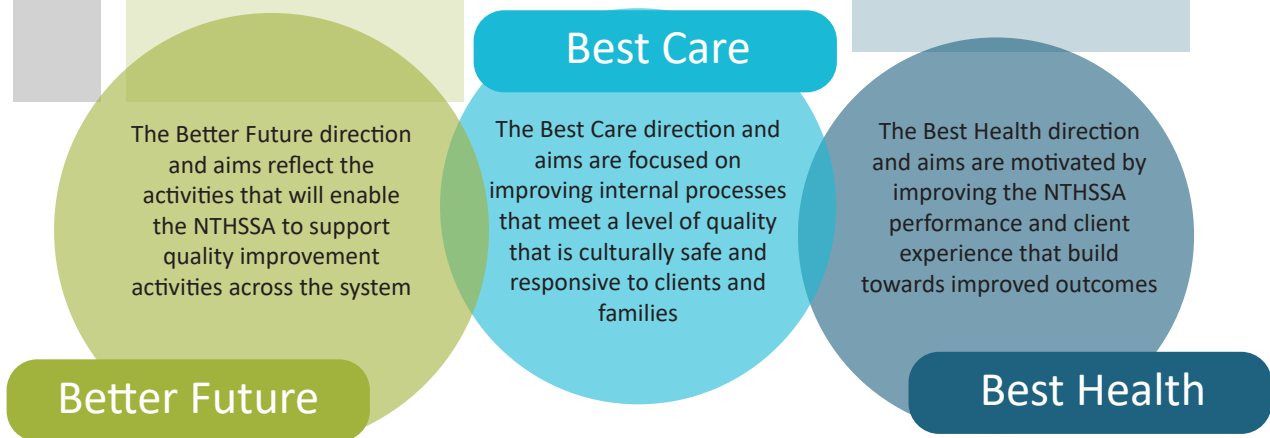 Best Care
The Better Future direction
and aims reflect the
activities that will enable
the NTHSSA to support
quality improvement
activities across the system
The Best Care direction and
aims are focused on
improving internal processes
that meet a level of quality
that is culturally safe and
responsive to clients and
families
The Best Health direction
and aims are motivated by
improving the NTHSSA
performance and client
experience that build
towards improved outcomes
Better Future
Best Health